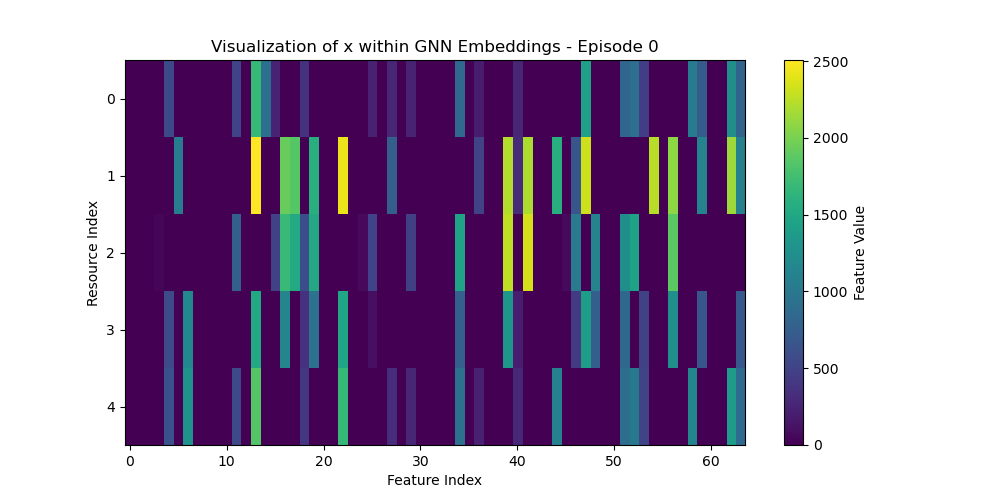 Visualization of x within GNN Embeddings - Episode 0
Resource Index
0
1
2
3
4
0 10 20 30 40 50 60
Feature Index
2500
2000
1500
1000
500
0
Feature Value